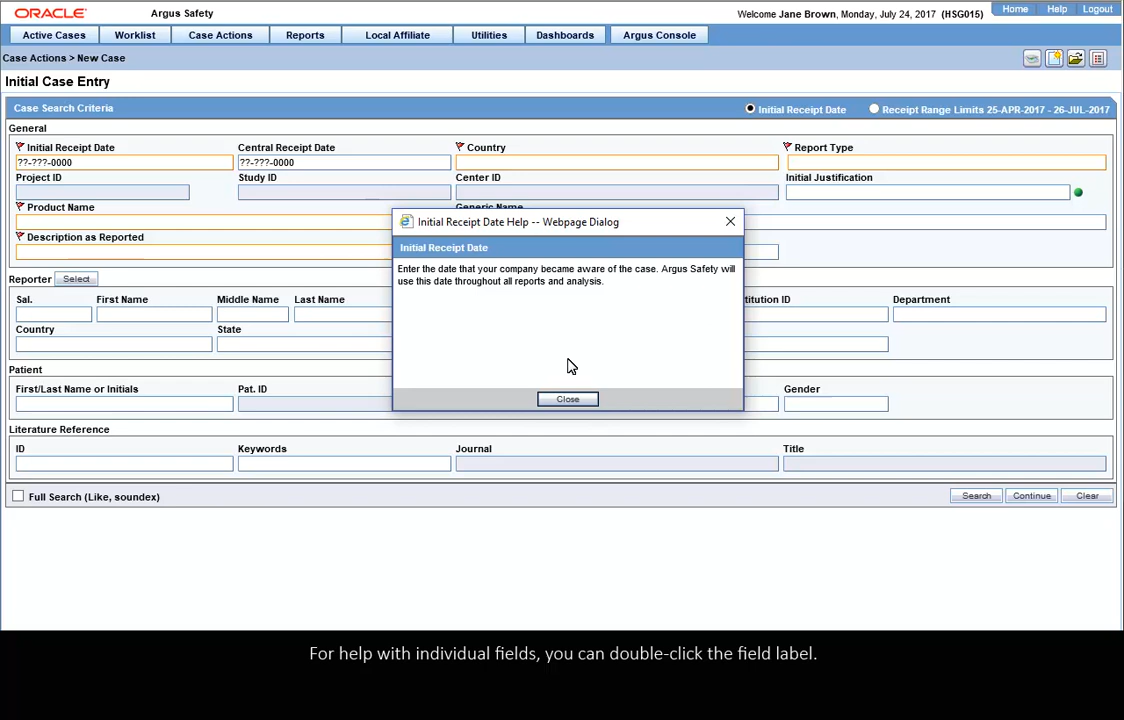 ORACLE Argus Safety
Welcome Jane Brown, Monday, July 24, 2017 (HSG015) Home Help Logout
Active Cases Worklist Case Actions Reports Local Affiliate Utilities Dashboards Argus Console
Case Actions > New Case
Initial Case Entry
Case Search Criteria Initial Receipt Date Receipt Range Limits 25-APR-2017 - 26-JUL-2017
General
Initial Receipt Date Central Receipt Date Country Report Type
??-???-0000 ??-???-0000
Project ID Study ID Center ID Initial Justification
Product Name Generic Name
Initial Receipt Date Help -- Webpage Dialog
Description as Reported
Initial Receipt Date
Enter the date that your company became aware of the case. Argus Safety will
use this date throughout all reports and analysis.
Close
Reporter Select
Sal. First Name Middle Name Last Name titution ID Department
Country State
Patient
First/Last Name or Initials Pat. ID Gender
Literature Reference
ID Keywords Journal Title
Full Search (Like, soundex) Search Continue Clear
For help with individual fields, you can double-click the field label.